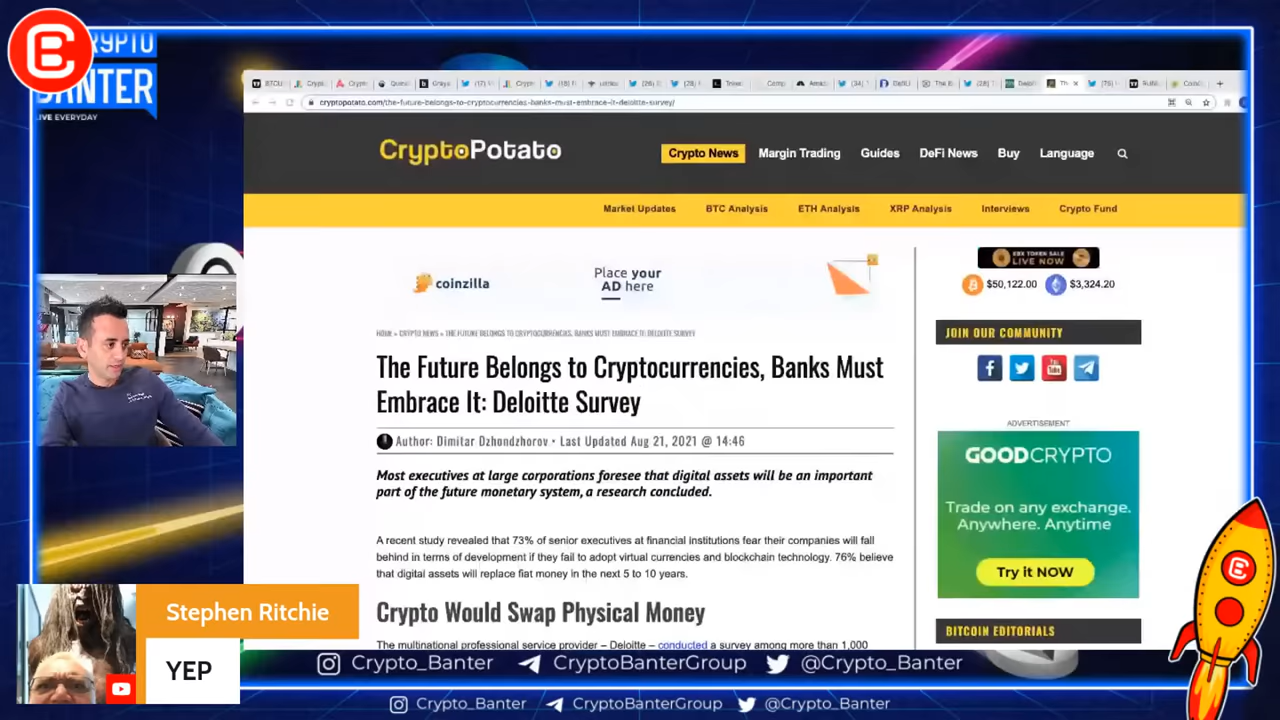 CRYPTO
BANTER
LIVE EVERYDAY
cryptopotato.com/the-future-belongs-to-cryptocurrencies-banks-must-embrace-it-deloitte-survey/
CryptoPotato
Crypto News
Margin Trading
Guides
DeFi News
Buy
Language
Market Updates
BTC Analysis
ETH Analysis
XRP Analysis
Interviews
Crypto Fund
coinzilla
Place your
AD here
TOKEN SALE
LIVE NOW
$50,122.00
$3,324.20
HOME » CRYPTO NEWS » THE FUTURE BELONGS TO CRYPTOCURRENCIES, BANKS MUST EMBRACE IT: DELOITTE SURVEY
The Future Belongs to Cryptocurrencies, Banks Must
Embrace It: Deloitte Survey
Author: Dimitar Dzhondzhorov • Last Updated Aug 21, 2021 @ 14:46
Most executives at large corporations foresee that digital assets will be an important
part of the future monetary system, a research concluded.
A recent study revealed that 73% of senior executives at financial institutions fear their companies will fall
behind in terms of development if they fail to adopt virtual currencies and blockchain technology. 76% believe
that digital assets will replace fiat money in the next 5 to 10 years.
Crypto Would Swap Physical Money
The multinational professional service provider – Deloitte – conducted a survey among more than 1,000
JOIN OUR COMMUNITY
ADVERTISEMENT
GOODCRYPTO
Trade on any exchange.
Anywhere. Anytime
Try it NOW
BITCOIN EDITORIALS
Stephen Ritchie
YEP
Crypto_Banter
CryptoBanterGroup
@Crypto_Banter
Crypto_Banter
CryptoBanterGroup
@Crypto_Banter